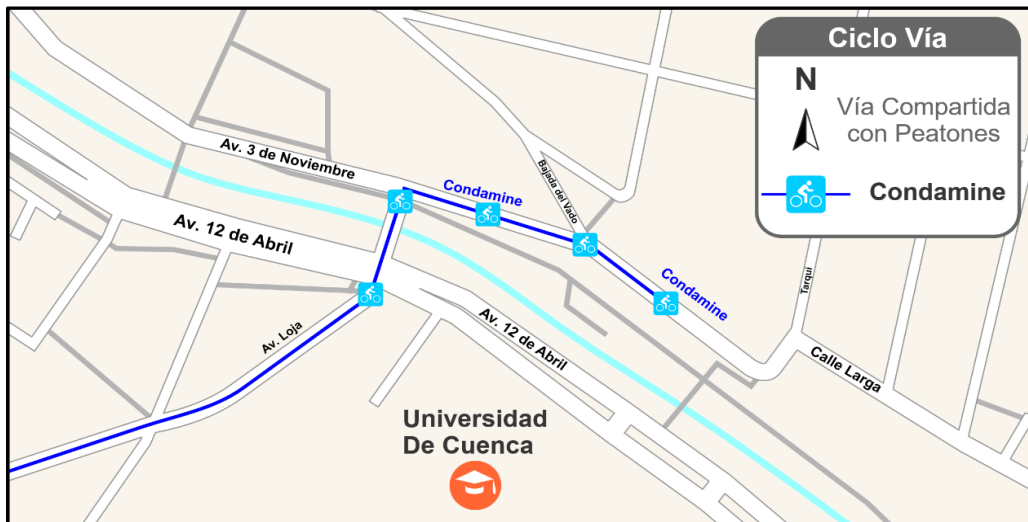 Ciclo Vía
N
Vía Compartida
con Peatones
Condamine
Av. 3 de Noviembre
Condamine
Bajada del Vado
Av. 12 de Abril
Condamine
Tarqui
Av. Loja
Av. 12 de Abril
Calle Larga
Universidad
De Cuenca